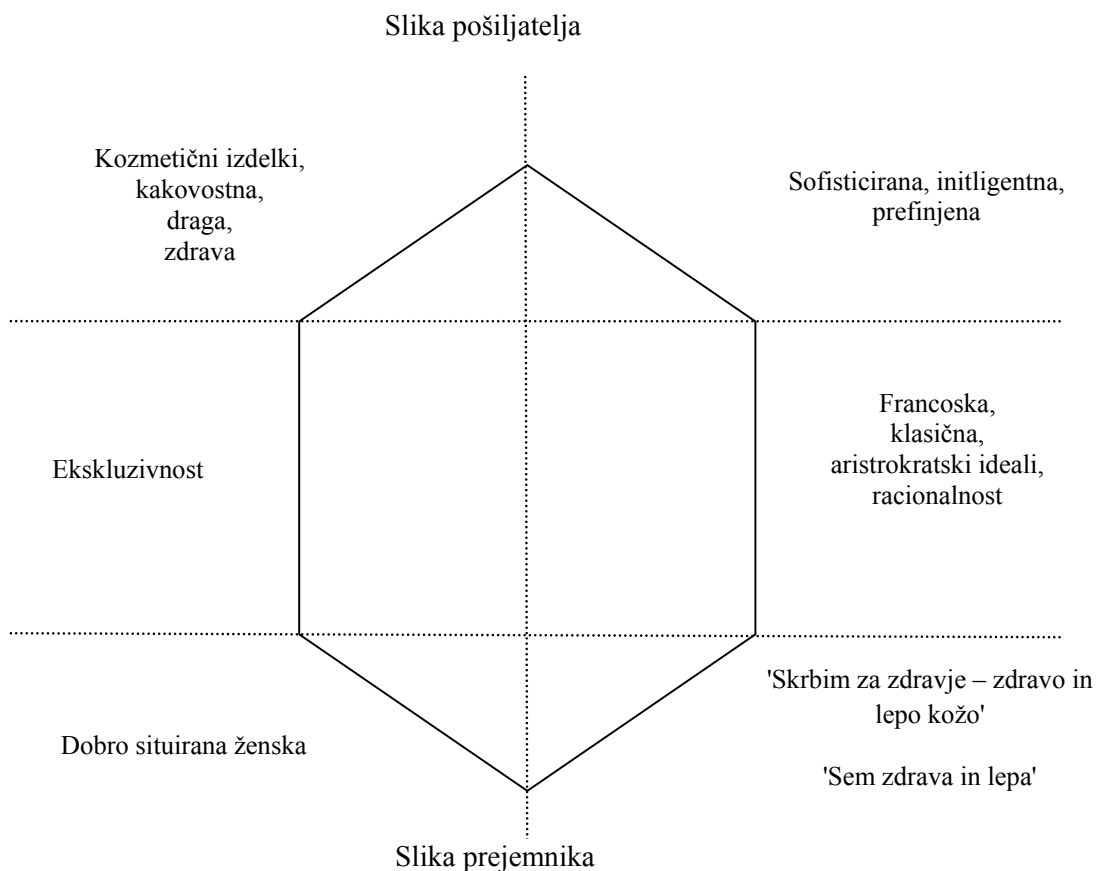 Slika pošiljatelja
Kozmetični izdelki,
kakovostna,
draga,
zdrava
Sofisticirana, initligentna,
prefinjena
Ekskluzivnost
Francoska,
klasična,
aristrokratski ideali,
racionalnost
Dobro situirana ženska
'Skrbim za zdravje – zdravo in
lepo kožo'
'Sem zdrava in lepa'
Slika prejemnika